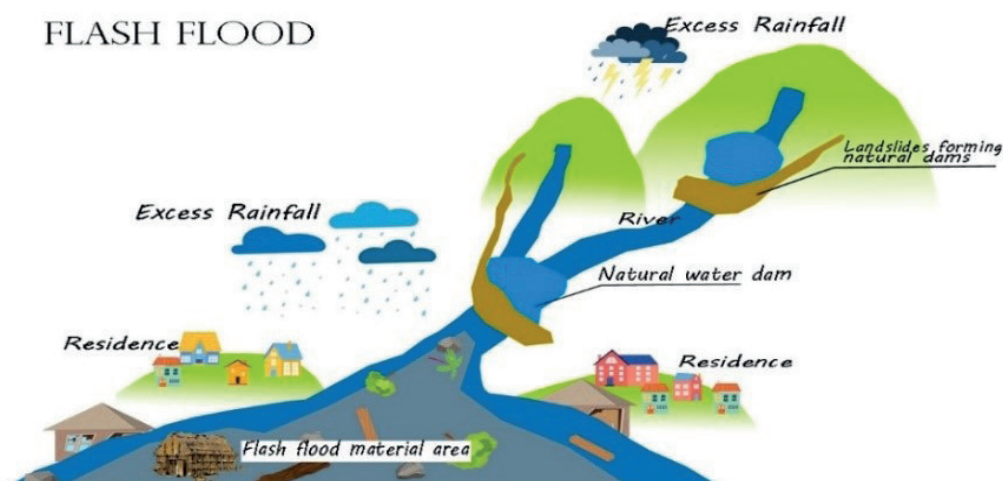 FLASH FLOOD
Excess Rainfall
Landslides forming
natural dams
Excess Rainfall
River
Natural water dam
Residence
Residence
Flash flood material area